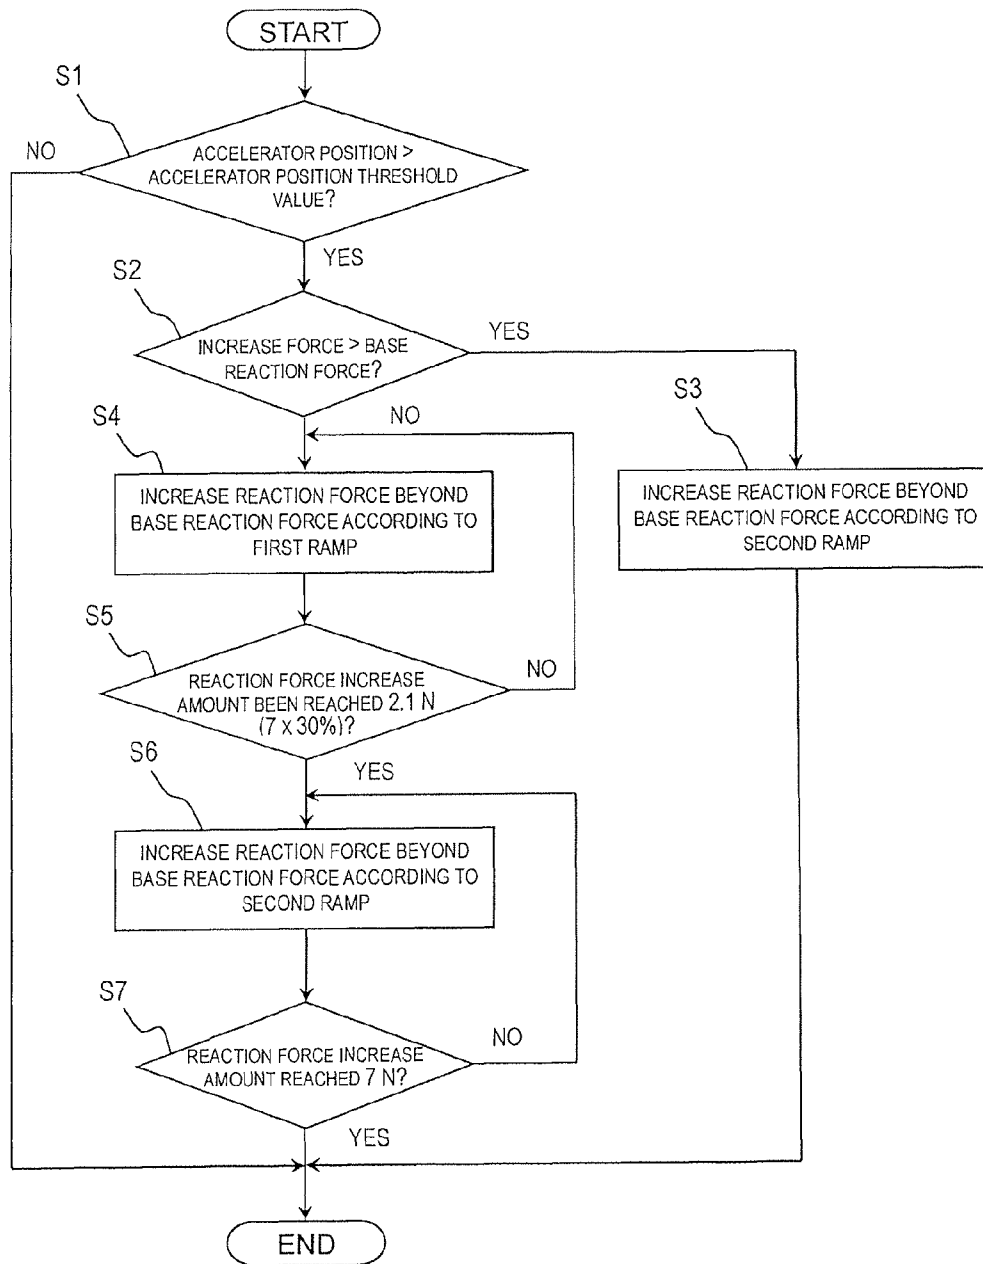 START
S1
NO
ACCELERATOR POSITION >
ACCELERATOR POSITION THRESHOLD
VALUE?
YES
S2
INCREASE FORCE > BASE
REACTION FORCE?
YES
NO
S4
S3
INCREASE REACTION FORCE BEYOND
BASE REACTION FORCE ACCORDING TO
FIRST RAMP
INCREASE REACTION FORCE BEYOND
BASE REACTION FORCE ACCORDING TO
SECOND RAMP
S5
REACTION FORCE INCREASE
AMOUNT BEEN REACHED 2.1 N
(7 x 30%)?
NO
YES
S6
INCREASE REACTION FORCE BEYOND
BASE REACTION FORCE ACCORDING TO
SECOND RAMP
S7
REACTION FORCE INCREASE
AMOUNT REACHED 7 N?
NO
YES
END